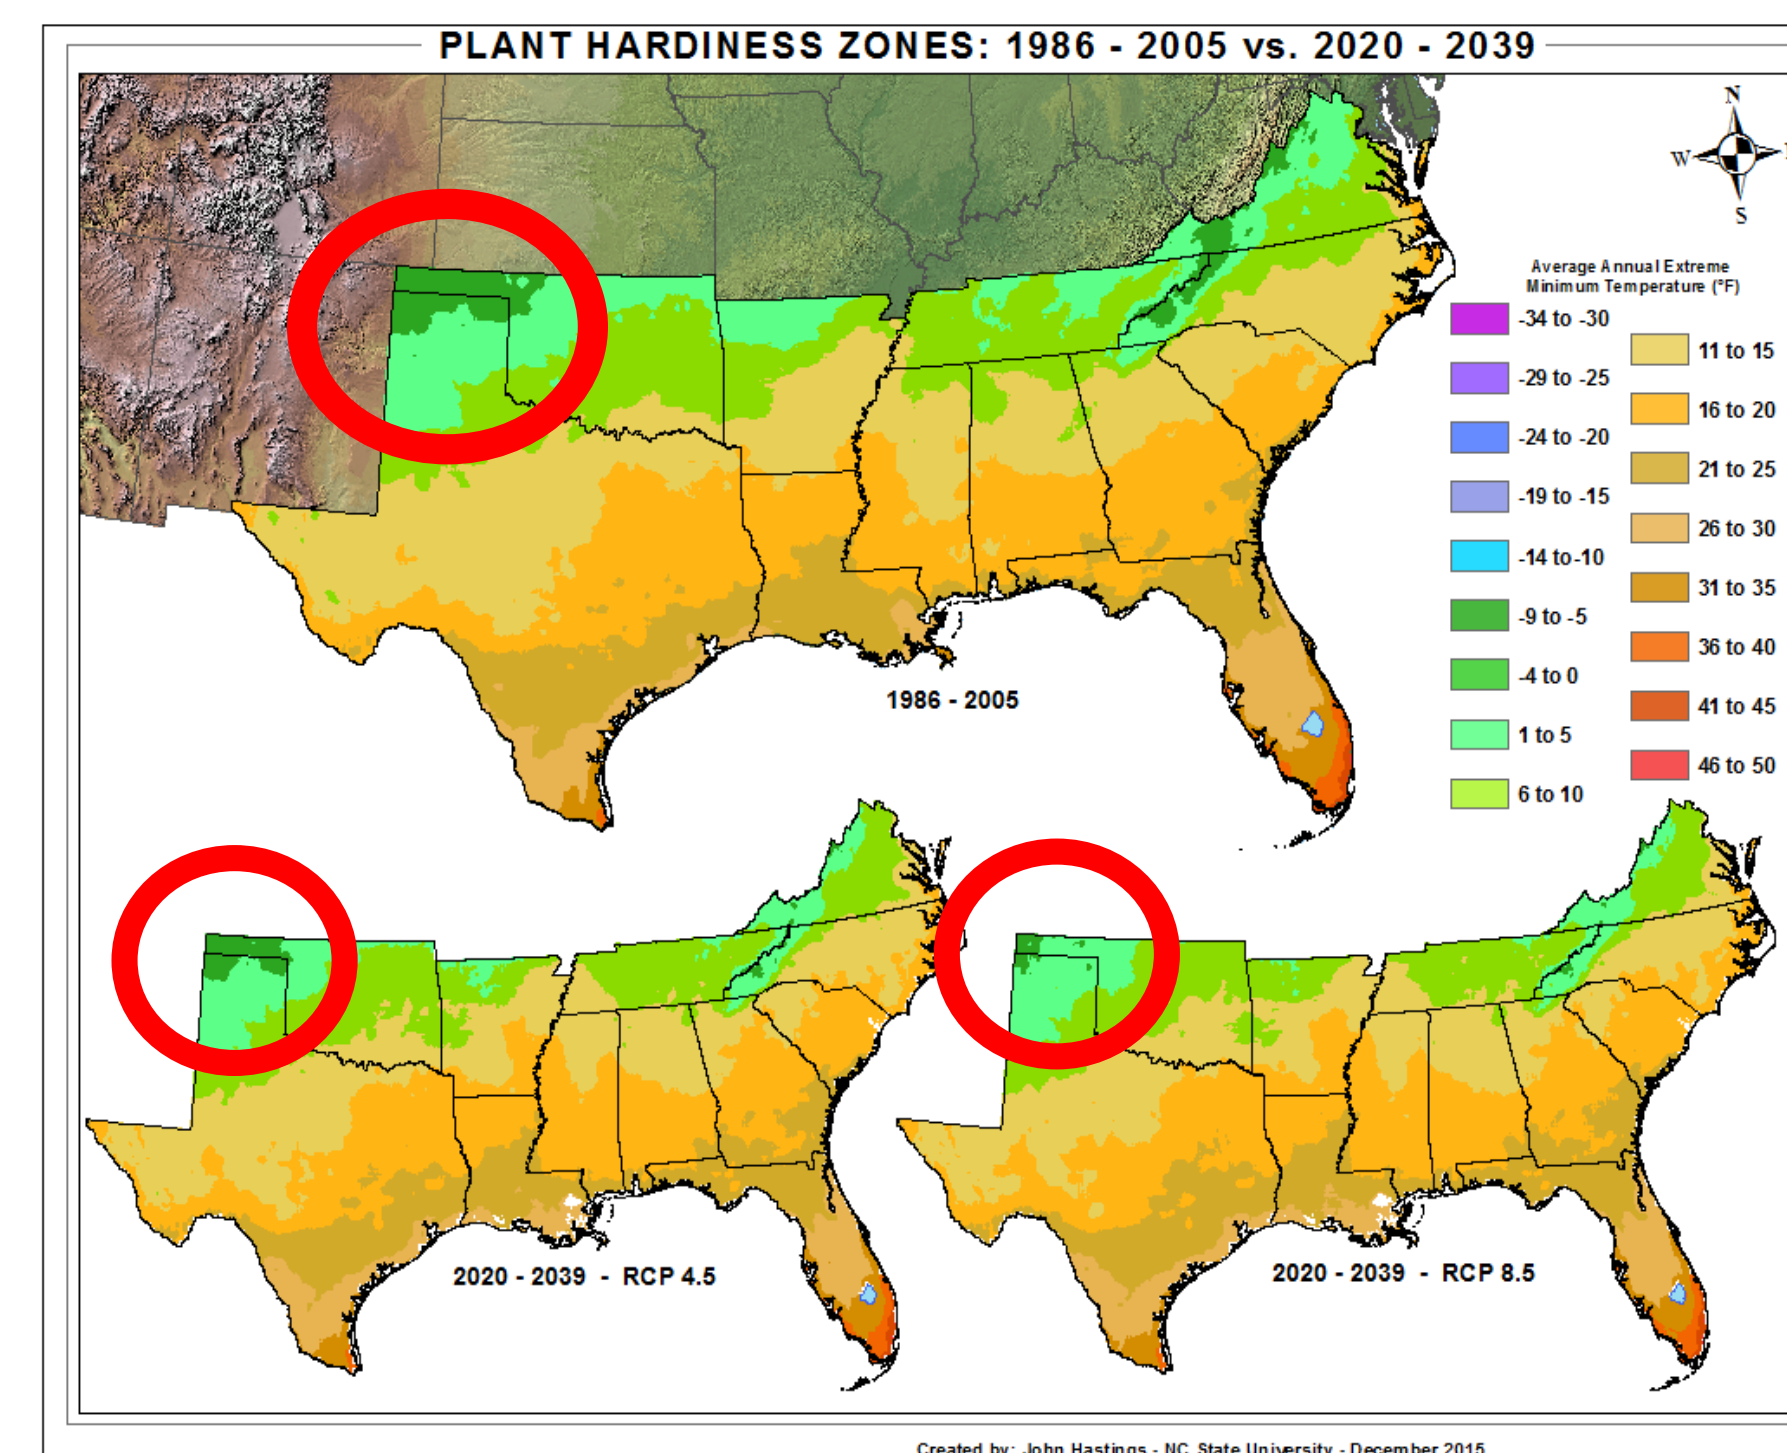 PLANT HARDINESS ZONES: 1986 - 2005 vs. 2020 - 2039
N
W
S
Average Annual Extreme
Minimum Temperature (°F)
-34 to -30
-29 to -25
-24 to -20
-19 to -15
-14 to -10
-9 to -5
-4 to 0
1 to 5
6 to 10
11 to 15
16 to 20
21 to 25
26 to 30
31 to 35
36 to 40
41 to 45
46 to 50
1986 - 2005
2020 - 2039 - RCP 4.5
2020 - 2039 - RCP 8.5
Created by: John Hastings - NC State University - December 2015